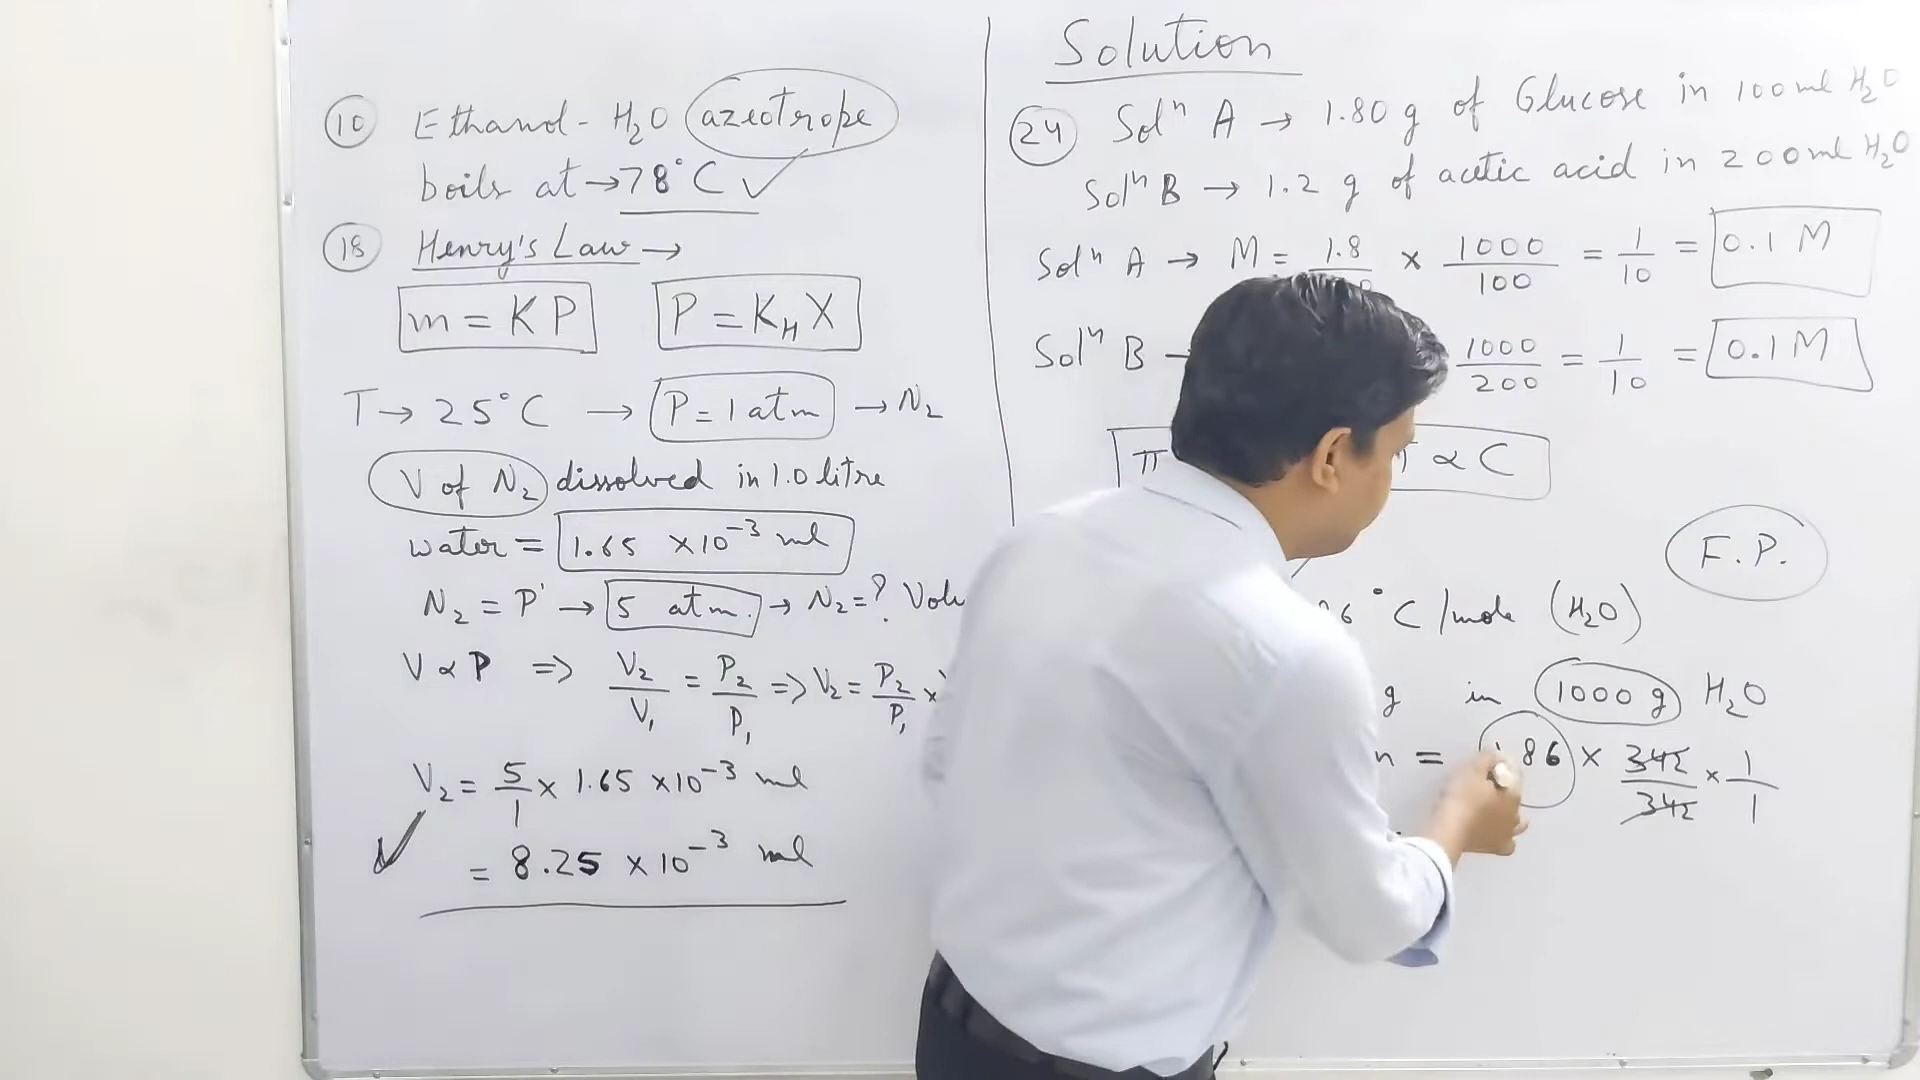 10 Ethanol - H₂O azeotrope
boils at → 78°C ✓
18 Henry's Law →
m = KP P = K_H X
T → 25°C → P = 1 atm → N₂
V of N₂ dissolved in 1.0 litre
water = 1.65 × 10⁻³ ml
N₂ = P' → 5 atm. → N₂ = ?
V ∝ P ⇒ V₂/V₁ = P₂/P₁ ⇒ V₂ = P₂/P₁ ×
V₂ = 5/1 × 1.65 × 10⁻³ ml
✓ = 8.25 × 10⁻³ ml
Solution
24 Solⁿ A → 1.80 g of Glucose in 100 ml H₂O
Solⁿ B → 1.2 g of acetic acid in 200 ml H₂O
Solⁿ A → M = 1.8 × 1000/100 = 1/10 = 0.1 M
Solⁿ B 1000/200 = 1/10 = 0.1 M
π ∝ C
F.P.
6 °C/mole (H₂O)
g in 1000 g H₂O
= 86 × 342/342 × 1/1